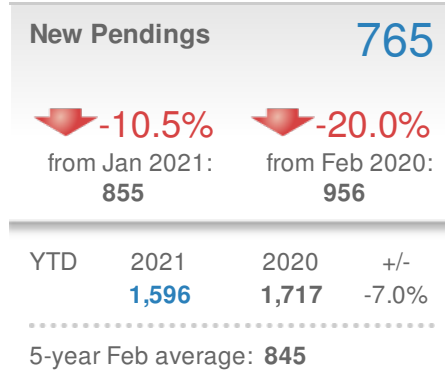 New Pendings 765
-10.5% -20.0%
from Jan 2021: from Feb 2020:
855 956
YTD 2021 2020 +/-
1,596 1,717 -7.0%
5-year Feb average: 845